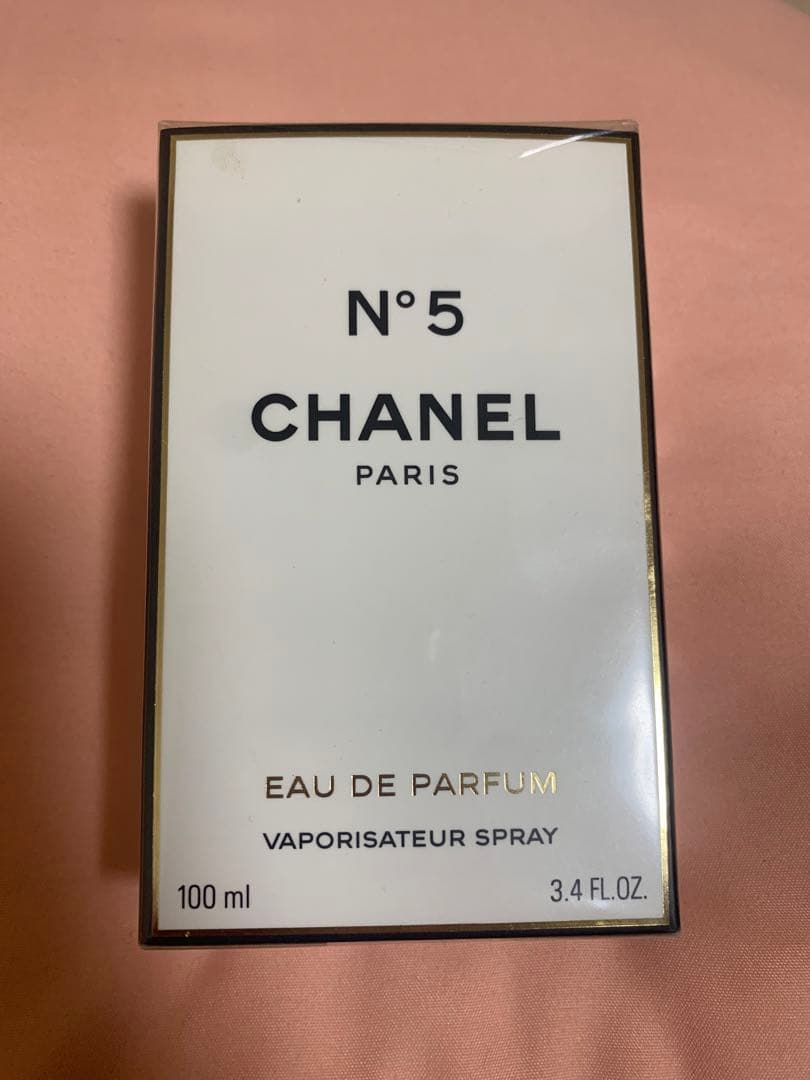 N° 5
CHANEL
PARIS
EAU DE PARFUM
VAPORISATEUR SPRAY
100 ml 3.4 FL.OZ.